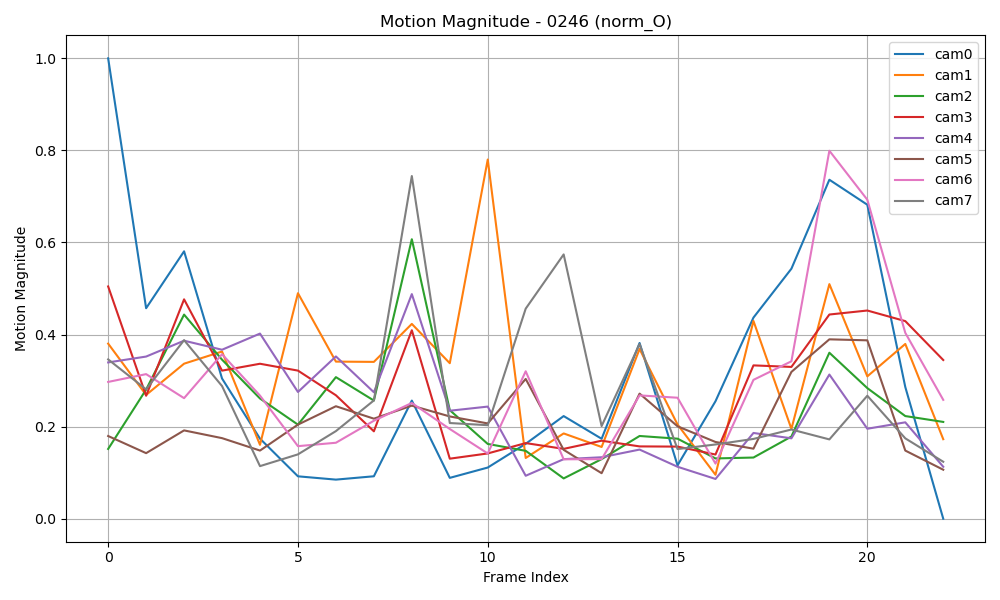 Motion Magnitude - 0246 (norm_O)
Motion Magnitude
1.0
0.8
0.6
0.4
0.2
0.0
0
5
10
15
20
Frame Index
cam0
cam1
cam2
cam3
cam4
cam5
cam6
cam7